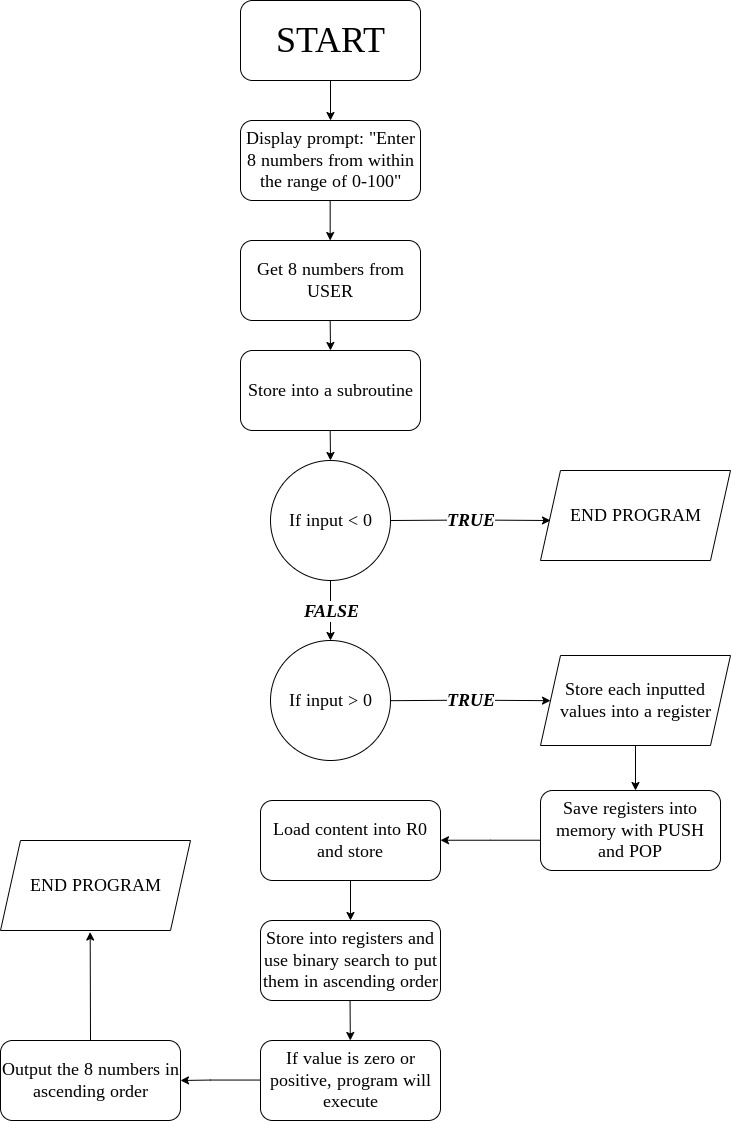 START
Display prompt: "Enter
8 numbers from within
the range of 0-100"
Get 8 numbers from
USER
Store into a subroutine
If input < 0
TRUE
END PROGRAM
FALSE
If input > 0
TRUE
Store each inputted
values into a register
Save registers into
memory with PUSH
and POP
Load content into R0
and store
Store into registers and
use binary search to put
them in ascending order
If value is zero or
positive, program will
execute
Output the 8 numbers in
ascending order
END PROGRAM